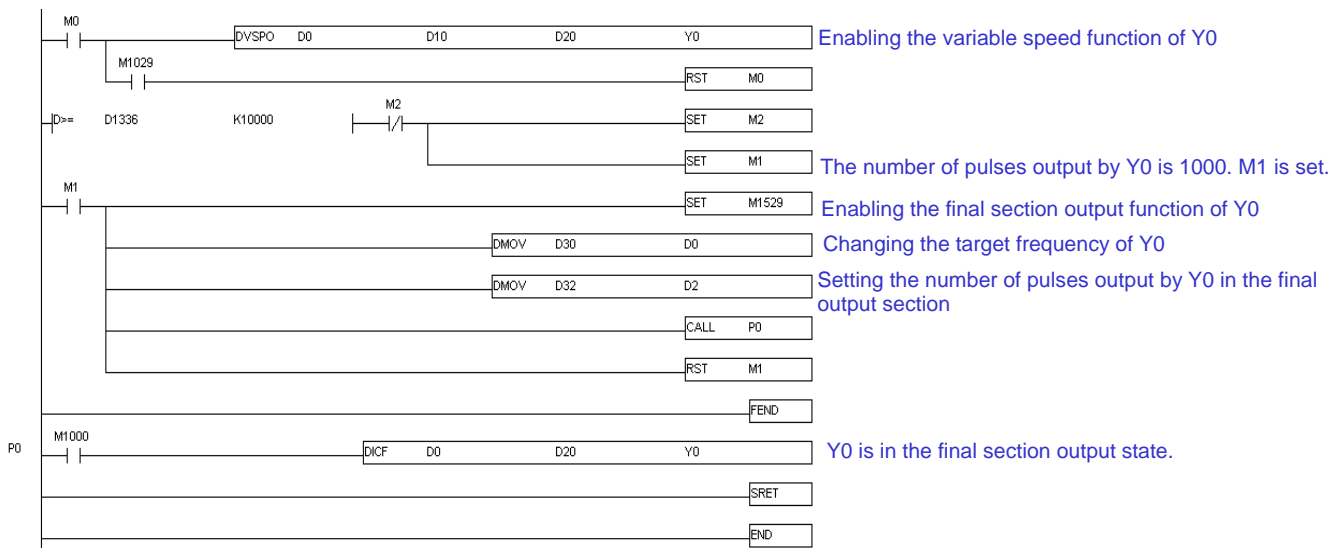 M0
DVSPO D0 D10 D20 Y0 Enabling the variable speed function of Y0
M1029
RST M0
D>= D1336 K10000 M2 SET M2
SET M1 The number of pulses output by Y0 is 1000. M1 is set.
M1
SET M1529 Enabling the final section output function of Y0
DMOV D30 D0 Changing the target frequency of Y0
DMOV D32 D2 Setting the number of pulses output by Y0 in the final
output section
CALL P0
RST M1
FEND
P0 M1000 DICF D0 D20 Y0 Y0 is in the final section output state.
SRET
END